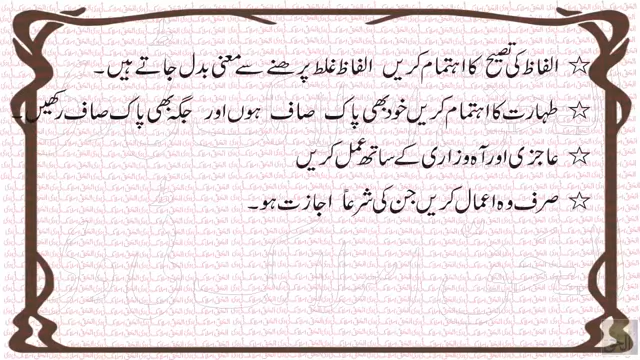 ☆ الفاظ کی تصحیح کا اہتمام کریں الفاظ غلط پرھنے سے معنی بدل جاتے ہیں۔
☆ طہارت کا اہتمام کریں خود بھی پاک صاف ہوں اور جگہ بھی پاک صاف رکھیں۔
☆ عاجزی اور آہ و زاری کے ساتھ عمل کریں
☆ صرف وہ اعمال کریں جن کی شرعاً اجازت ہو۔